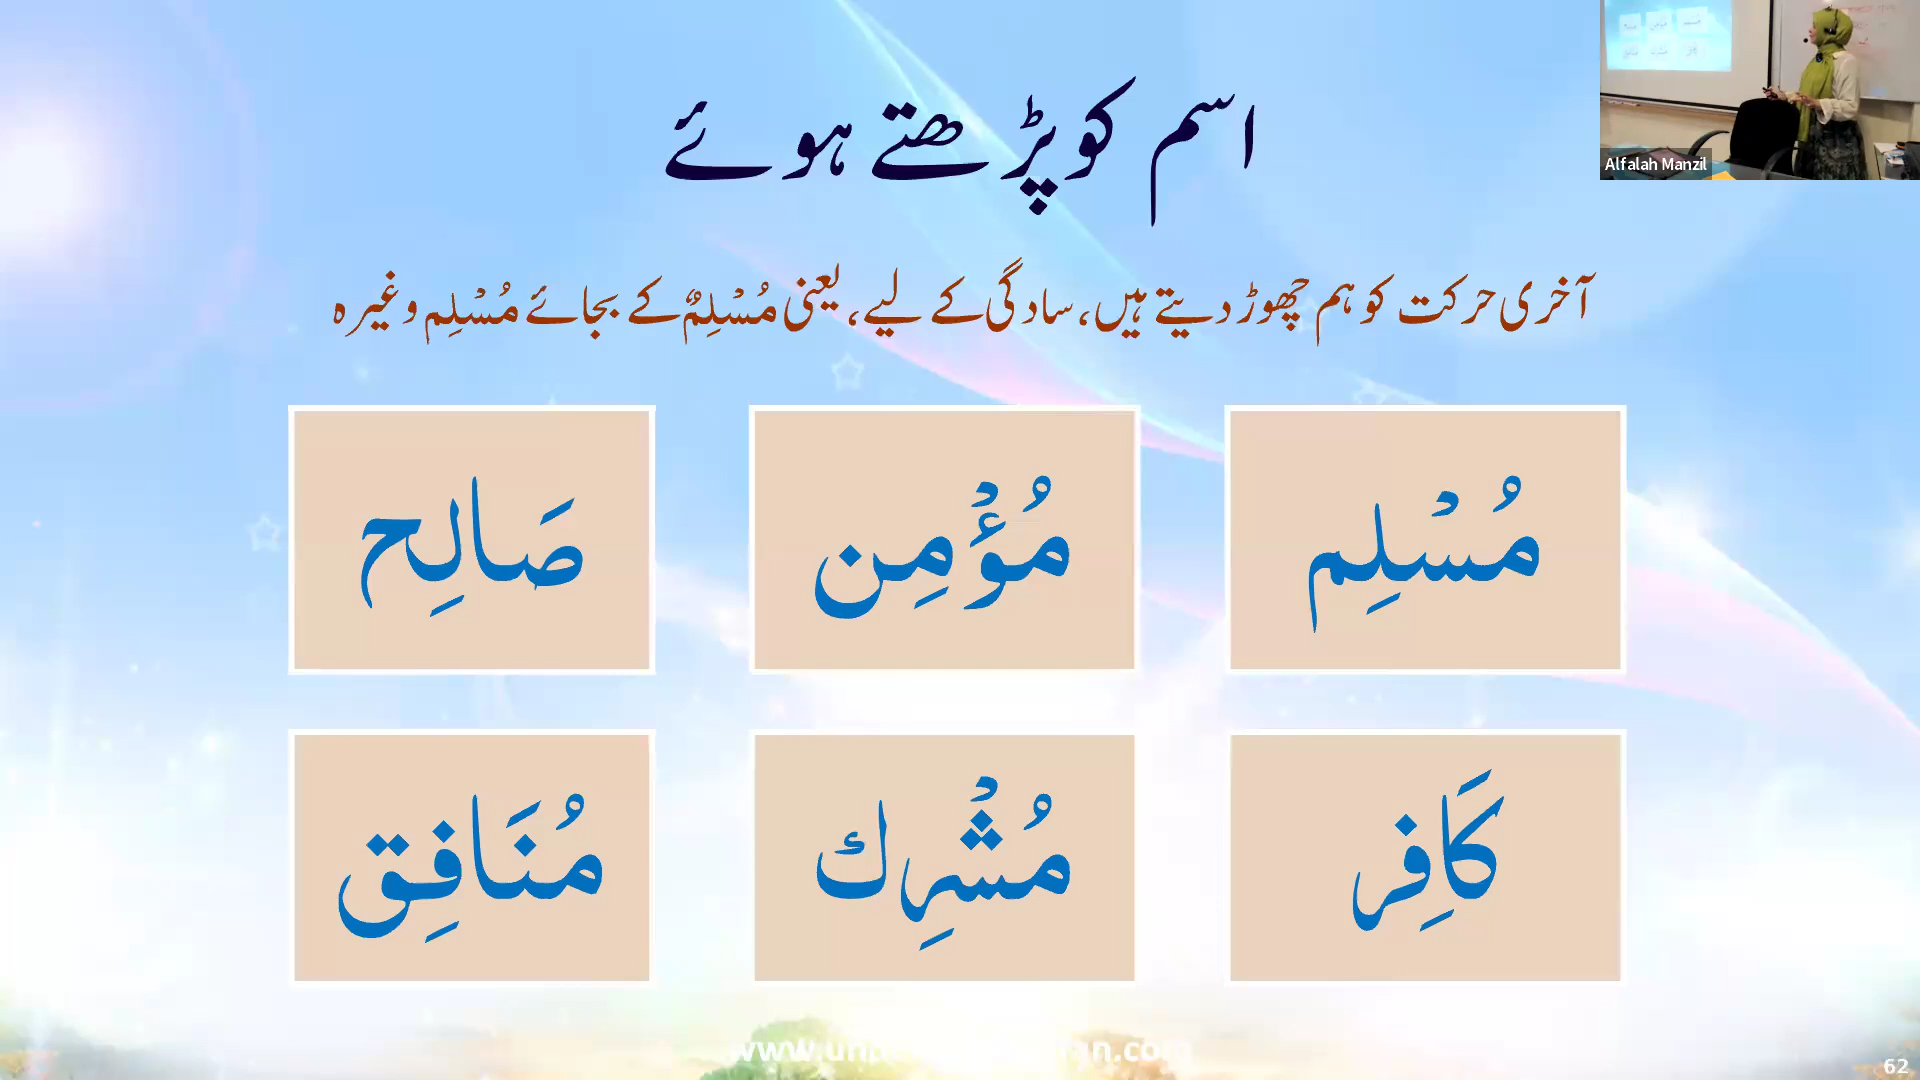 اسم کو پڑھتے ہوئے
آخری حرکت کو ہم چھوڑ دیتے ہیں، سادگی کے لیے، یعنی مُسْلِمٌ کے بجائے مُسْلِم وغیرہ
مُسْلِم مُؤْمِن صَالِح
كَافِر مُشْرِك مُنَافِق
Alfalah Manzil
62